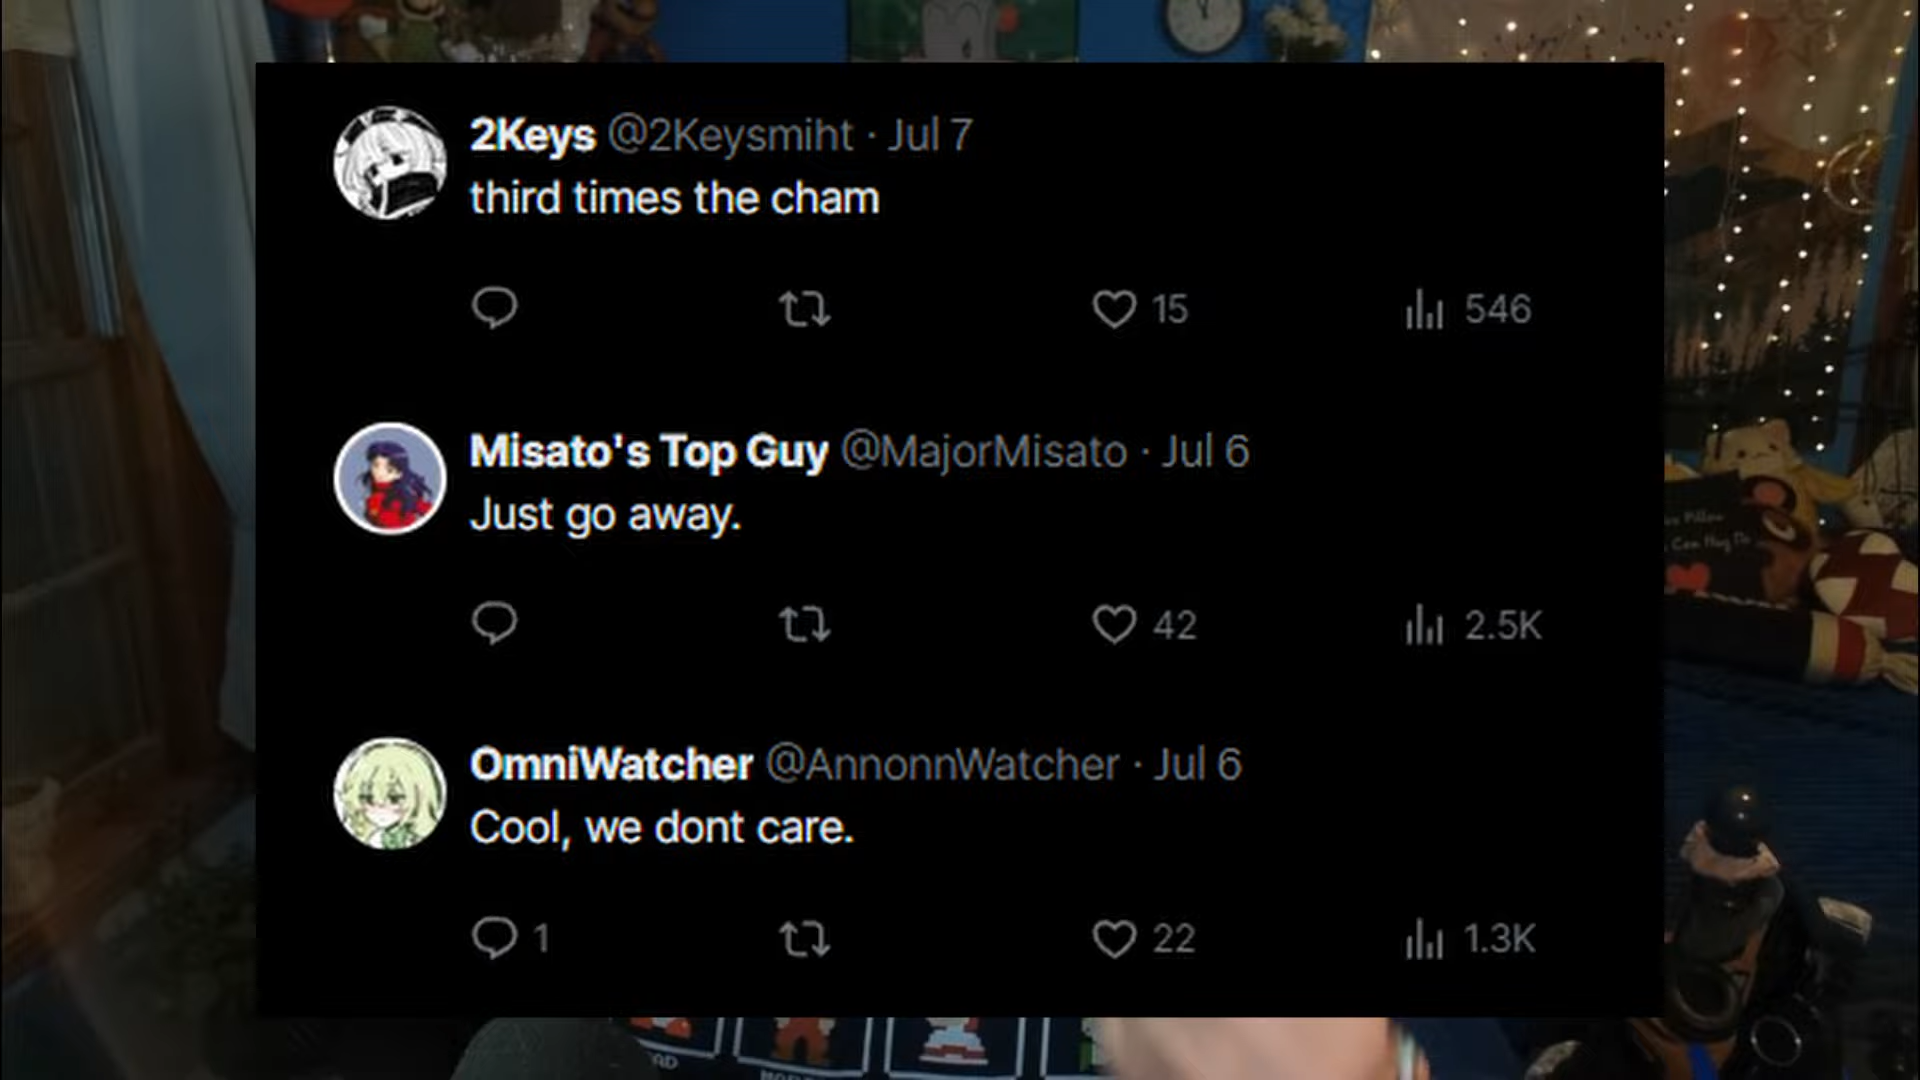 2Keys @2Keysmiht · Jul 7
third times the cham
15 546
Misato's Top Guy @MajorMisato · Jul 6
Just go away.
42 2.5K
OmniWatcher @AnnonnWatcher · Jul 6
Cool, we dont care.
1 22 1.3K